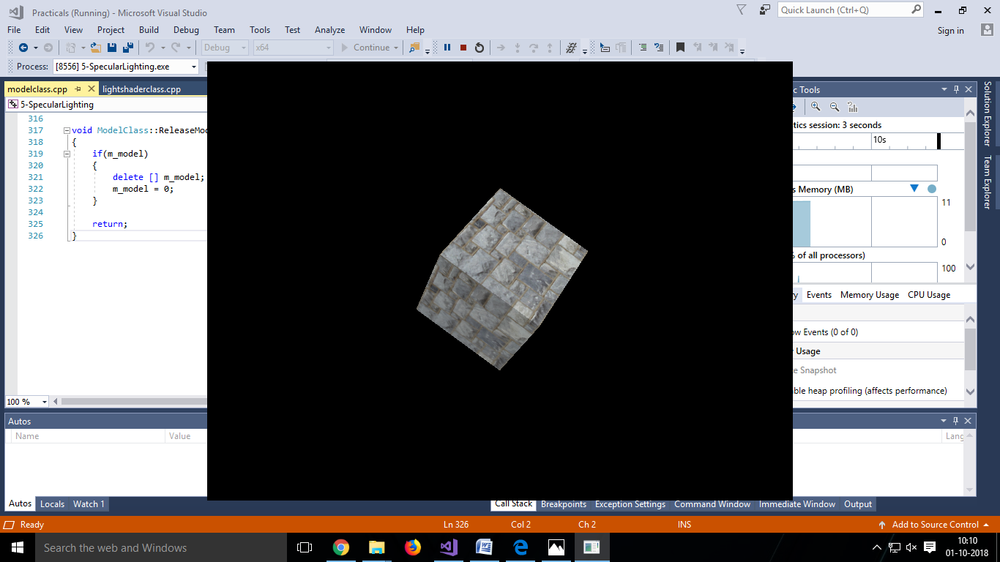 Practicals (Running) - Microsoft Visual Studio
Quick Launch (Ctrl+Q)
File Edit View Project Build Debug Team Tools Test Analyze Window Help
Sign in
Debug x64 Continue
Process: [8556] 5-SpecularLighting.exe
modelclass.cpp lightshaderclass.cpp
c Tools
5-SpecularLighting
316
317 void ModelClass::ReleaseMod
318 {
319 if(m_model)
320 {
321 delete [] m_model;
322 m_model = 0;
323 }
324
325 return;
326 }
tics session: 3 seconds
10s
s Memory (MB)
11
0
% of all processors)
100
ry Events Memory Usage CPU Usage
ow Events (0 of 0)
y Usage
e Snapshot
ble heap profiling (affects performance)
Solution Explorer
Team Explorer
100 %
Autos
Name Value
Lang
Autos Locals Watch 1
Call Stack Breakpoints Exception Settings Command Window Immediate Window Output
Ready Ln 326 Col 2 Ch 2 INS Add to Source Control
Search the web and Windows
10:10
01-10-2018